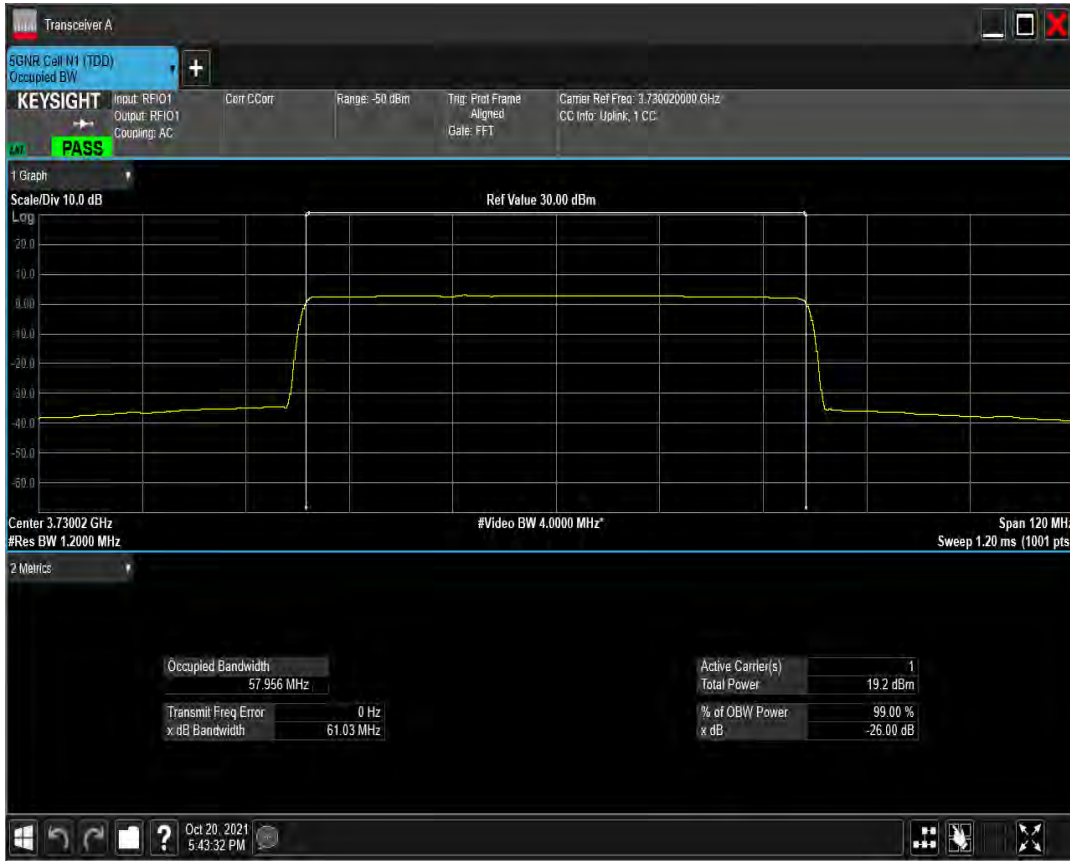 Transceiver A
5GNR Cell N1 (TDD)
Occupied BW
+
KEYSIGHT
Input: RFIO1
Output: RFIO1
Coupling: AC
Corr CCorr
Range: -50 dBm
Trig: Prot Frame
Aligned
Gate: FFT
Carrier Ref Freq: 3.730020000 GHz
CC Info: Uplink, 1 CC
PASS
1 Graph
Scale/Div 10.0 dB
Ref Value 30.00 dBm
Log
20.0
10.0
0.00
-10.0
-20.0
-30.0
-40.0
-50.0
-60.0
Center 3.73002 GHz
#Video BW 4.0000 MHz*
Span 120 MHz
#Res BW 1.2000 MHz
Sweep 1.20 ms (1001 pts
2 Metrics
Occupied Bandwidth
57.956 MHz
Transmit Freq Error 0 Hz
x dB Bandwidth 61.03 MHz
Active Carrier(s) 1
Total Power 19.2 dBm
% of OBW Power 99.00 %
x dB -26.00 dB
?
Oct 20, 2021
5:43:32 PM